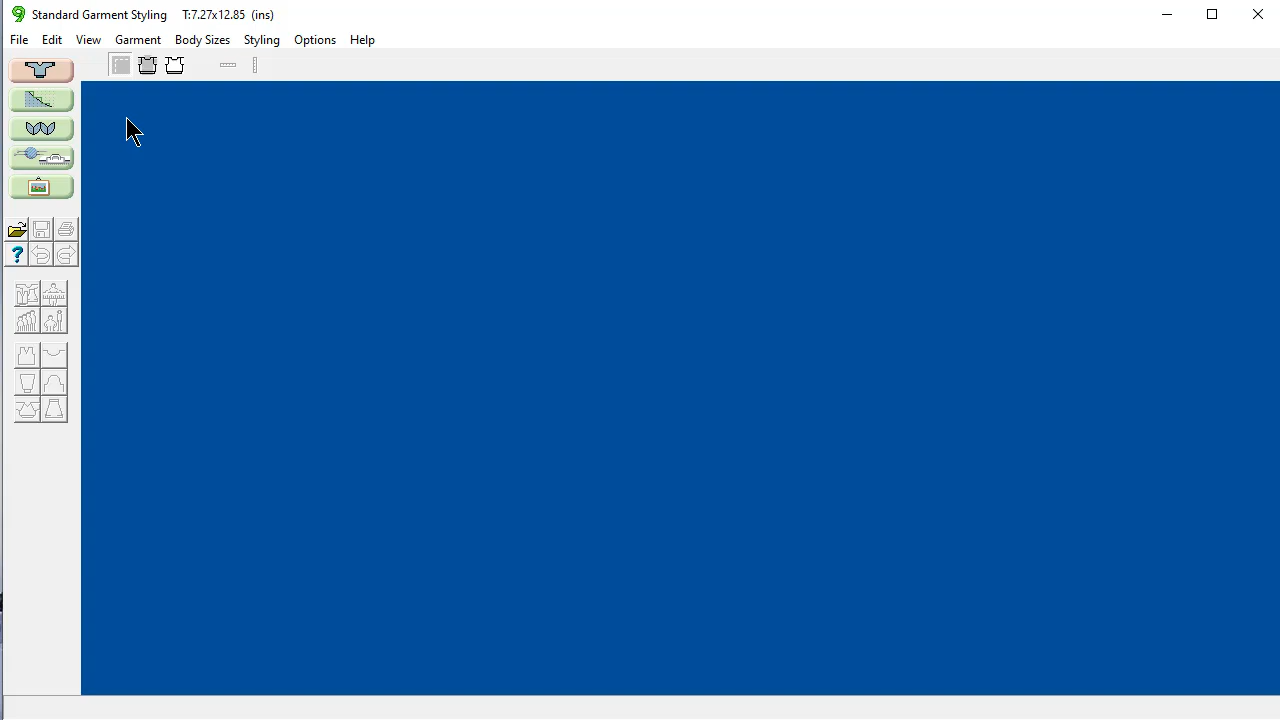 Standard Garment Styling T:7.27x12.85 (ins)
File Edit View Garment Body Sizes Styling Options Help
?